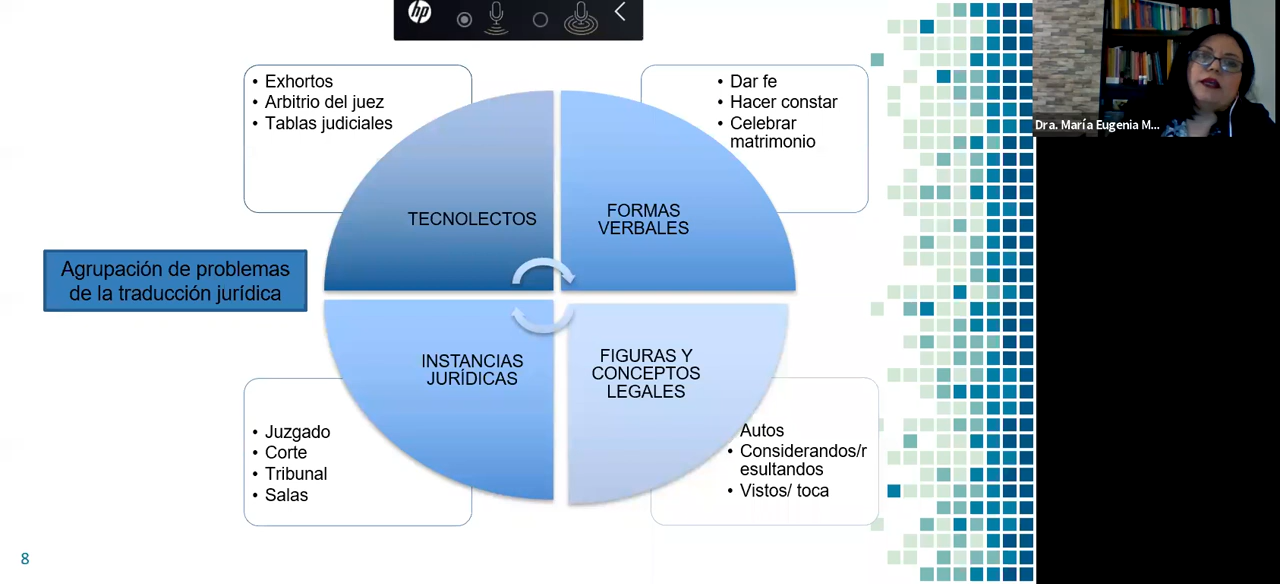 hp
• Exhortos
• Arbitrio del juez
• Tablas judiciales
• Dar fe
• Hacer constar
• Celebrar
matrimonio
TECNOLECTOS
FORMAS
VERBALES
Agrupación de problemas
de la traducción jurídica
INSTANCIAS
JURÍDICAS
FIGURAS Y
CONCEPTOS
LEGALES
• Juzgado
• Corte
• Tribunal
• Salas
Autos
• Considerandos/r
esultandos
• Vistos/ toca
8
Dra. María Eugenia M...